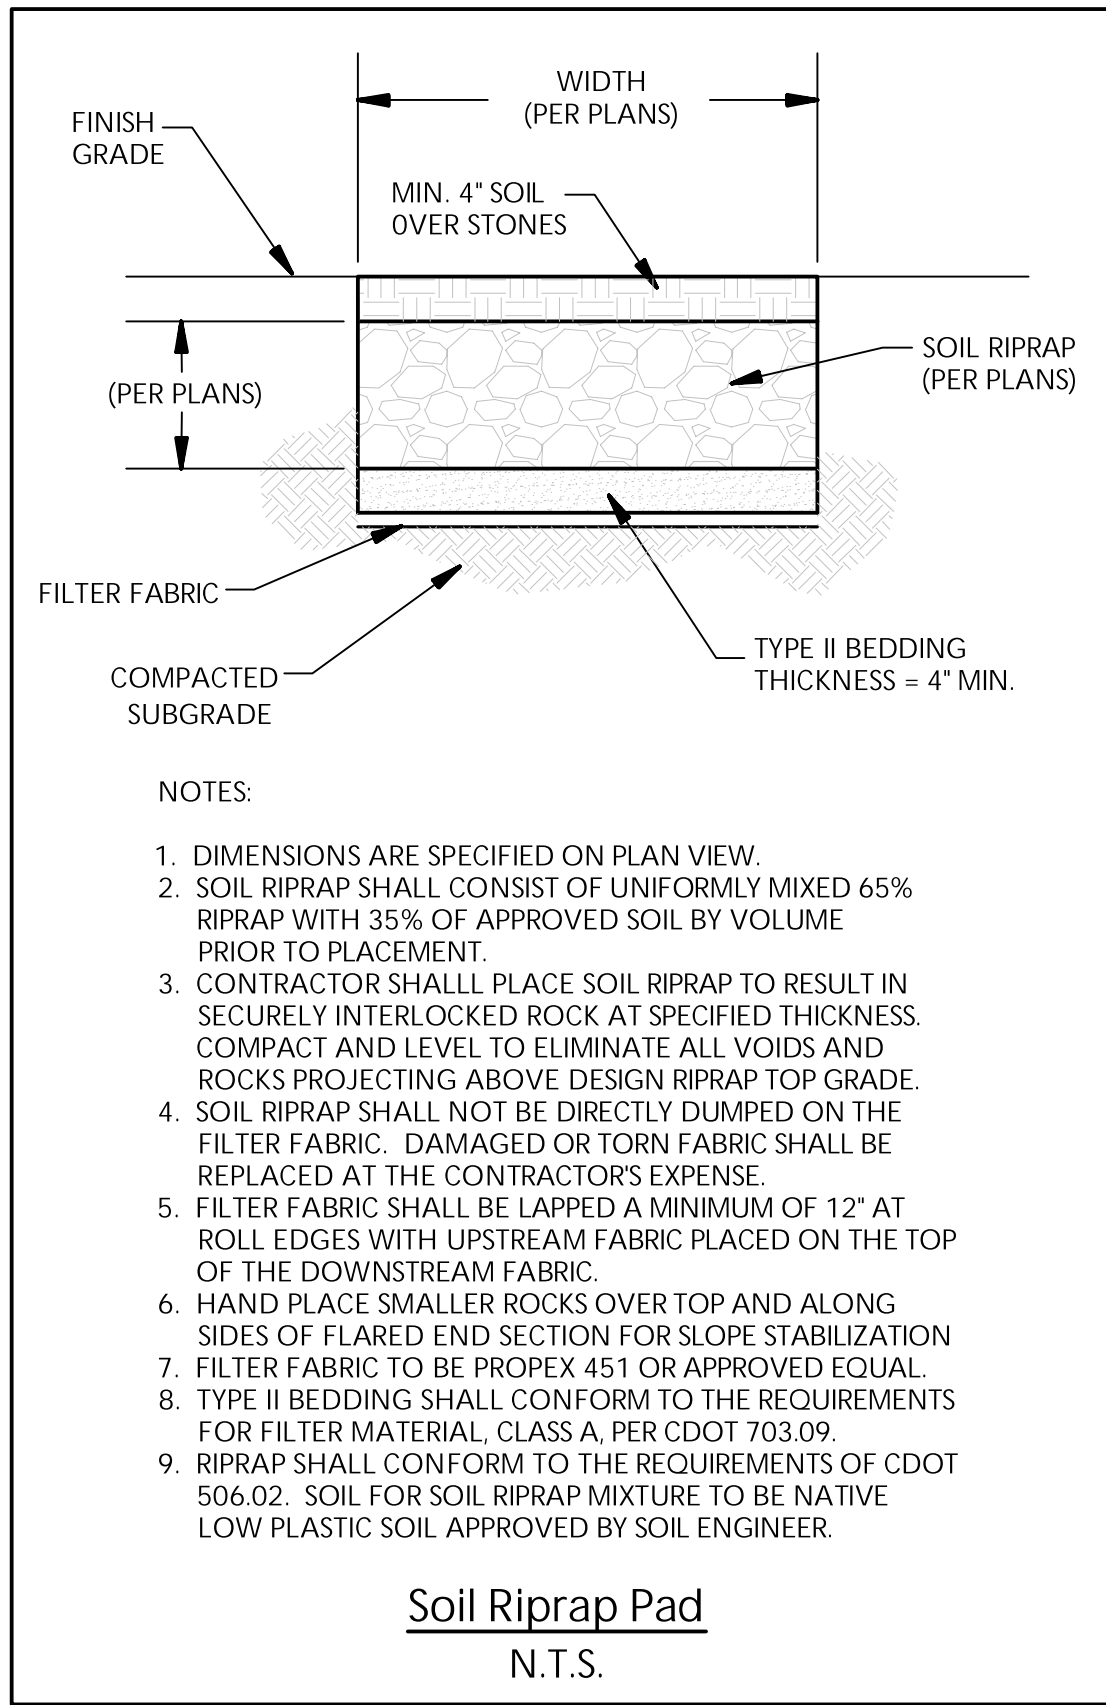 WIDTH
(PER PLANS)
FINISH
GRADE
MIN. 4" SOIL
0VER STONES
SOIL RIPRAP
(PER PLANS)
(PER PLANS)
FILTER FABRIC
COMPACTED
SUBGRADE
TYPE II BEDDING
THICKNESS = 4" MIN.
NOTES:
1. DIMENSIONS ARE SPECIFIED ON PLAN VIEW.
2. SOIL RIPRAP SHALL CONSIST OF UNIFORMLY MIXED 65%
RIPRAP WITH 35% OF APPROVED SOIL BY VOLUME
PRIOR TO PLACEMENT.
3. CONTRACTOR SHALLL PLACE SOIL RIPRAP TO RESULT IN
SECURELY INTERLOCKED ROCK AT SPECIFIED THICKNESS.
COMPACT AND LEVEL TO ELIMINATE ALL VOIDS AND
ROCKS PROJECTING ABOVE DESIGN RIPRAP TOP GRADE.
4. SOIL RIPRAP SHALL NOT BE DIRECTLY DUMPED ON THE
FILTER FABRIC. DAMAGED OR TORN FABRIC SHALL BE
REPLACED AT THE CONTRACTOR'S EXPENSE.
5. FILTER FABRIC SHALL BE LAPPED A MINIMUM OF 12" AT
ROLL EDGES WITH UPSTREAM FABRIC PLACED ON THE TOP
OF THE DOWNSTREAM FABRIC.
6. HAND PLACE SMALLER ROCKS OVER TOP AND ALONG
SIDES OF FLARED END SECTION FOR SLOPE STABILIZATION
7. FILTER FABRIC TO BE PROPEX 451 OR APPROVED EQUAL.
8. TYPE II BEDDING SHALL CONFORM TO THE REQUIREMENTS
FOR FILTER MATERIAL, CLASS A, PER CDOT 703.09.
9. RIPRAP SHALL CONFORM TO THE REQUIREMENTS OF CDOT
506.02. SOIL FOR SOIL RIPRAP MIXTURE TO BE NATIVE
LOW PLASTIC SOIL APPROVED BY SOIL ENGINEER.
Soil Riprap Pad
N.T.S.